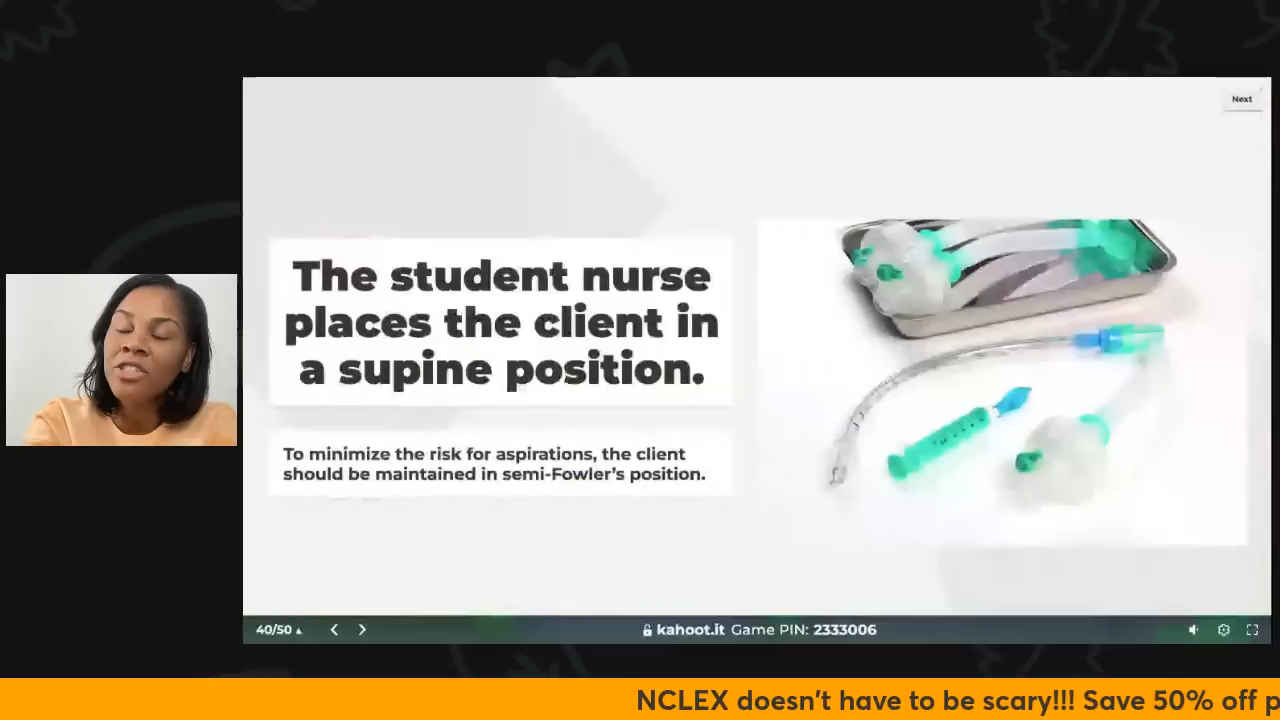 Next
The student nurse
places the client in
a supine position.
To minimize the risk for aspirations, the client
should be maintained in semi-Fowler's position.
40/50
kahoot.it Game PIN: 2333006
NCLEX doesn't have to be scary!!! Save 50% off p